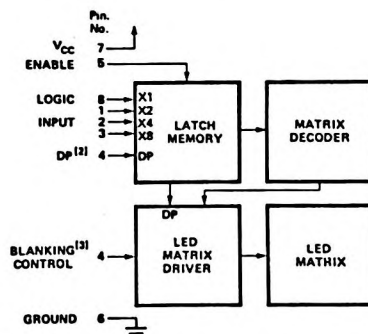 Pin.
No.
VCC 7
ENABLE 5
LOGIC 8 X1
1 X2
INPUT 2 X4
3 X8
DP[2] 4 DP
LATCH
MEMORY
MATRIX
DECODER
DP
LED
MATRIX
DRIVER
BLANKING[3]
CONTROL 4
LED
MATHIX
GROUND 6